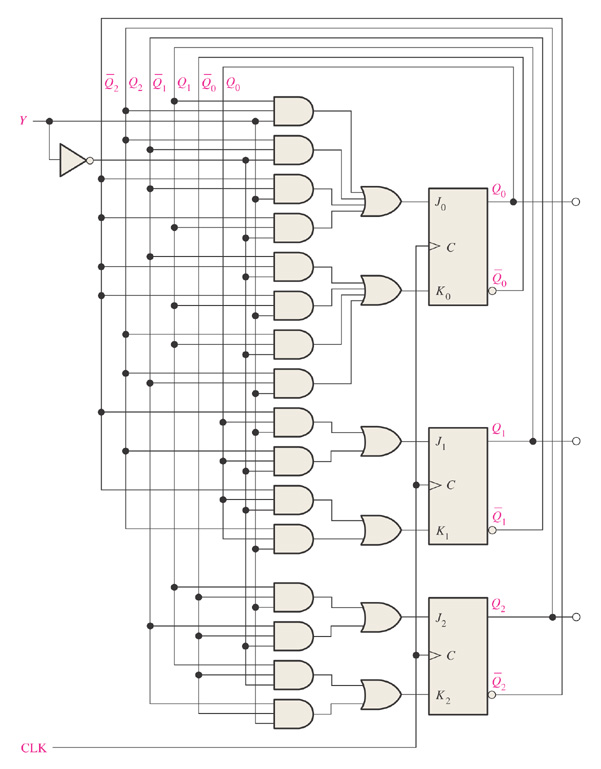 Q̅2 Q2 Q̅1 Q1 Q̅0 Q0
Y
J0 Q0
C
K0 Q̅0
J1 Q1
C
K1 Q̅1
J2 Q2
C
K2 Q̅2
CLK